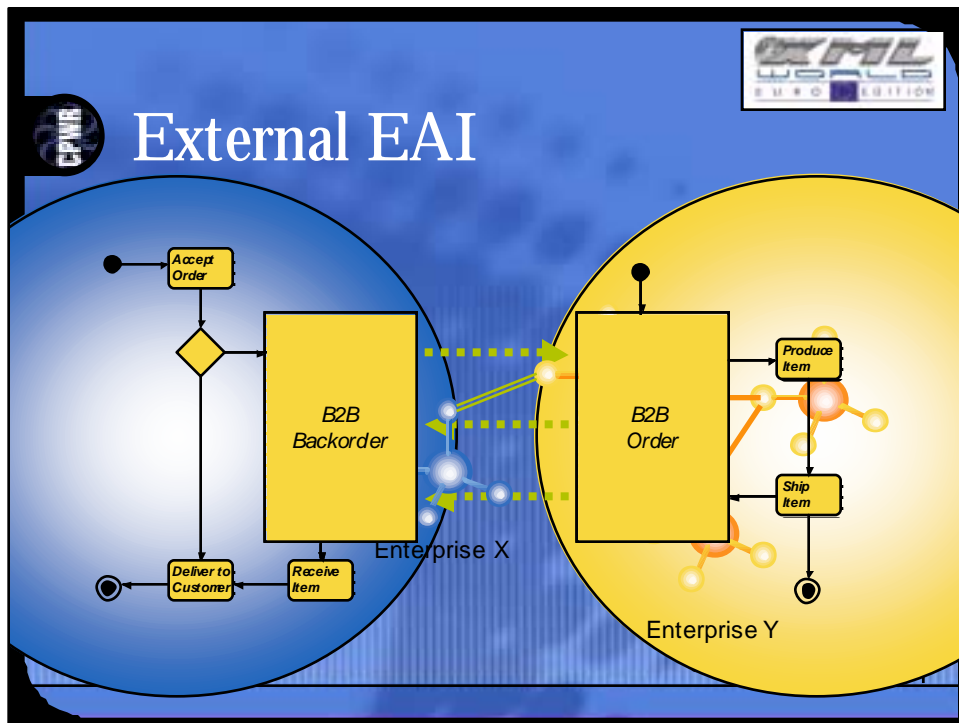 XML
WORLD
EURO EDITION
CPWR
External EAI
Accept
Order
B2B
Backorder
Deliver to
Customer
Receive
Item
Enterprise X
B2B
Order
Produce
Item
Ship
Item
Enterprise Y